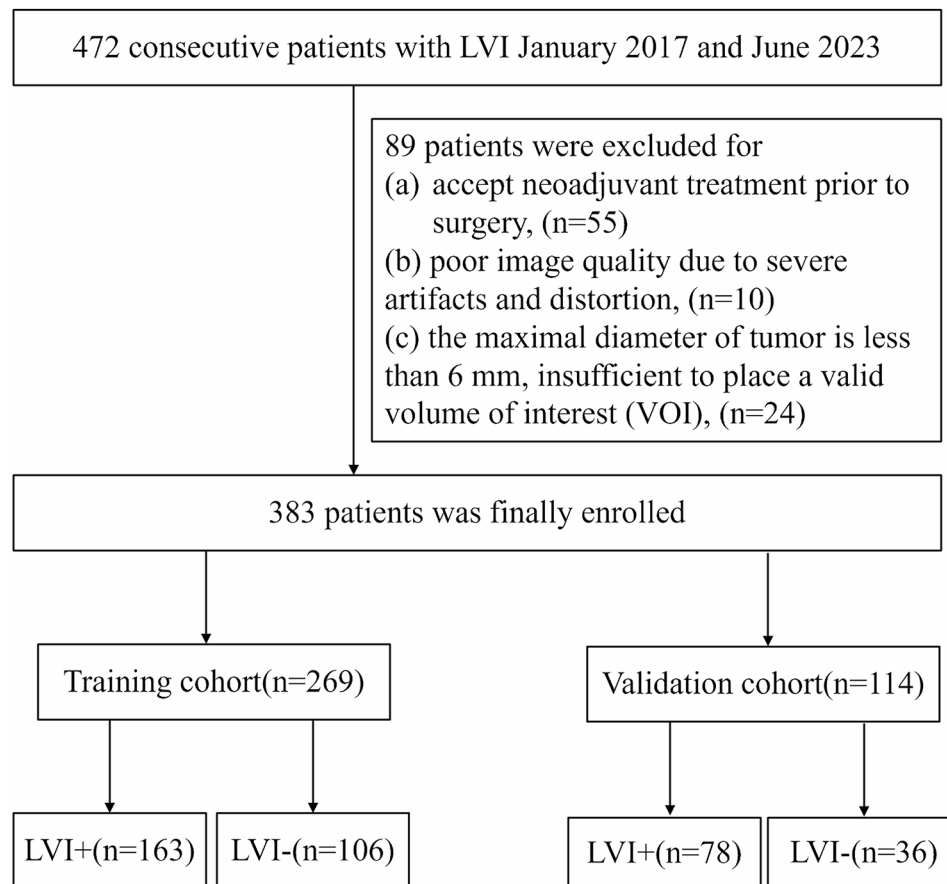 472 consecutive patients with LVI January 2017 and June 2023
89 patients were excluded for
(a) accept neoadjuvant treatment prior to
surgery, (n=55)
(b) poor image quality due to severe
artifacts and distortion, (n=10)
(c) the maximal diameter of tumor is less
than 6 mm, insufficient to place a valid
volume of interest (VOI), (n=24)
383 patients was finally enrolled
Training cohort(n=269)
Validation cohort(n=114)
LVI+(n=163)
LVI-(n=106)
LVI+(n=78)
LVI-(n=36)